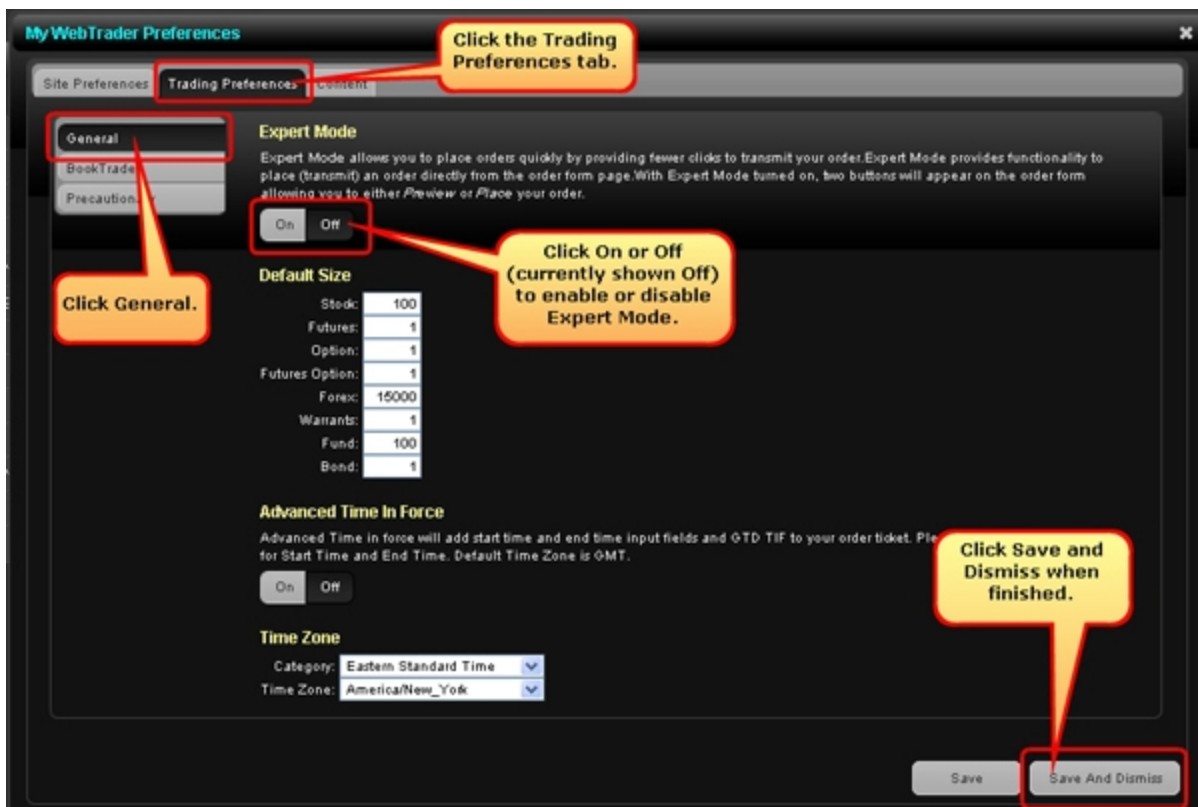 My WebTrader Preferences
Click the Trading
Preferences tab.
Site Preferences
Trading Preferences
Content
General
BookTrade
Precaution
Click General.
Expert Mode
Expert Mode allows you to place orders quickly by providing fewer clicks to transmit your order.Expert Mode provides functionality to
place (transmit) an order directly from the order form page.With Expert Mode turned on, two buttons will appear on the order form
allowing you to either Preview or Place your order.
On Off
Click On or Off
(currently shown Off)
to enable or disable
Expert Mode.
Default Size
Stock: 100
Futures: 1
Option: 1
Futures Option: 1
Forex: 15000
Warrants: 1
Fund: 100
Bond: 1
Advanced Time In Force
Advanced Time in force will add start time and end time input fields and GTD TIF to your order ticket.
for Start Time and End Time. Default Time Zone is GMT.
On Off
Click Save and
Dismiss when
finished.
Time Zone
Category: Eastern Standard Time
Time Zone: America/New_York
Save
Save And Dismiss